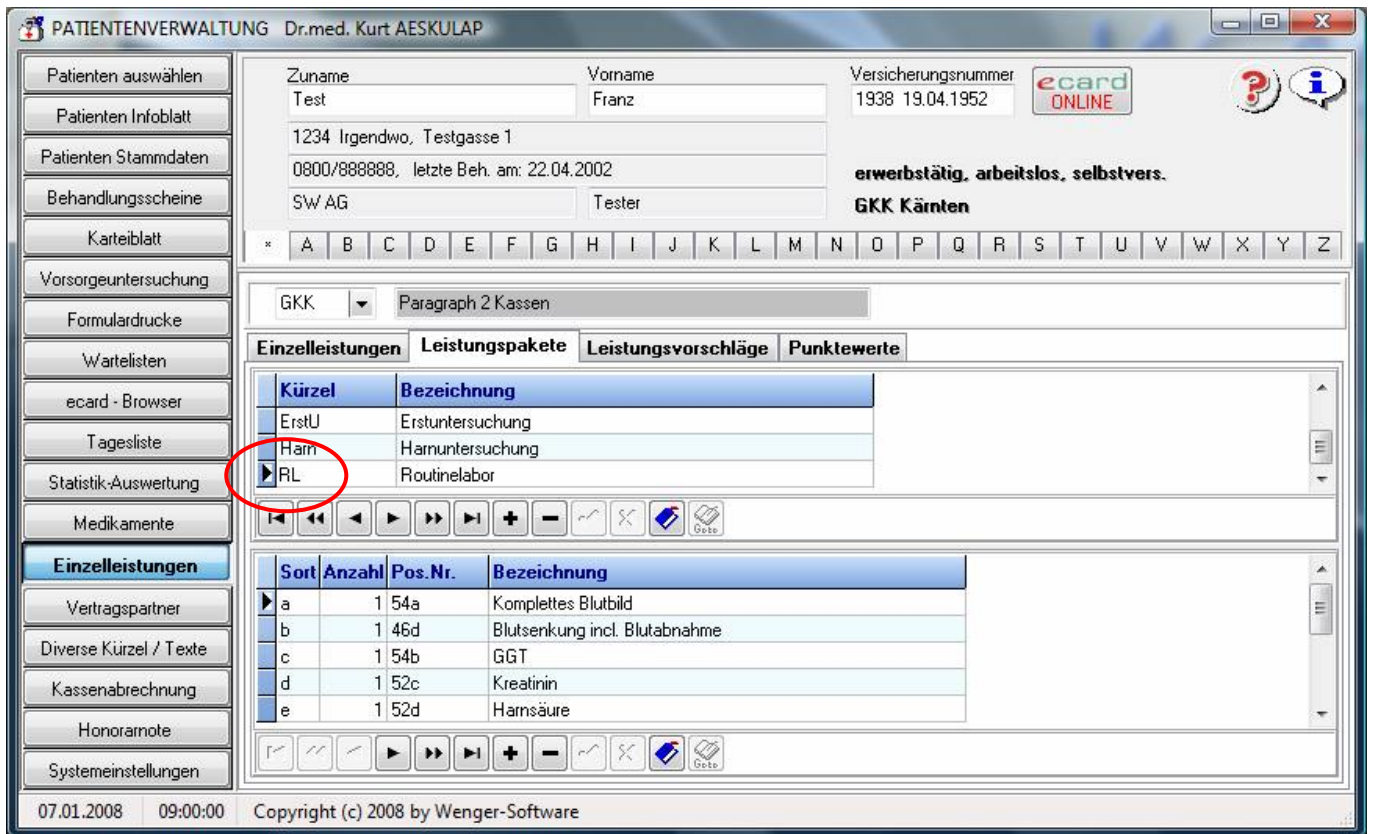 PATIENTENVERWALTUNG Dr.med. Kurt AESKULAP
Patienten auswählen
Patienten Infoblatt
Patienten Stammdaten
Behandlungsscheine
Karteiblatt
Vorsorgeuntersuchung
Formulardrucke
Wartelisten
ecard - Browser
Tagesliste
Statistik-Auswertung
Medikamente
Einzelleistungen
Vertragspartner
Diverse Kürzel / Texte
Kassenabrechnung
Honorarnote
Systemeinstellungen
Zuname Vorname Versicherungsnummer
Test Franz 1938 19.04.1952
ecard
ONLINE
1234 Irgendwo, Testgasse 1
0800/888888, letzte Beh. am: 22.04.2002
erwerbstätig, arbeitslos, selbstvers.
SW AG Tester GKK Kärnten
* A B C D E F G H I J K L M N O P Q R S T U V W X Y Z
GKK Paragraph 2 Kassen
Einzelleistungen Leistungspakete Leistungsvorschläge Punktewerte
Kürzel Bezeichnung
ErstU Erstuntersuchung
Harn Harnuntersuchung
RL Routinelabor
Goto
Sort Anzahl Pos.Nr. Bezeichnung
a 1 54a Komplettes Blutbild
b 1 46d Blutsenkung incl. Blutabnahme
c 1 54b GGT
d 1 52c Kreatinin
e 1 52d Harnsäure
Goto
07.01.2008 09:00:00 Copyright (c) 2008 by Wenger-Software